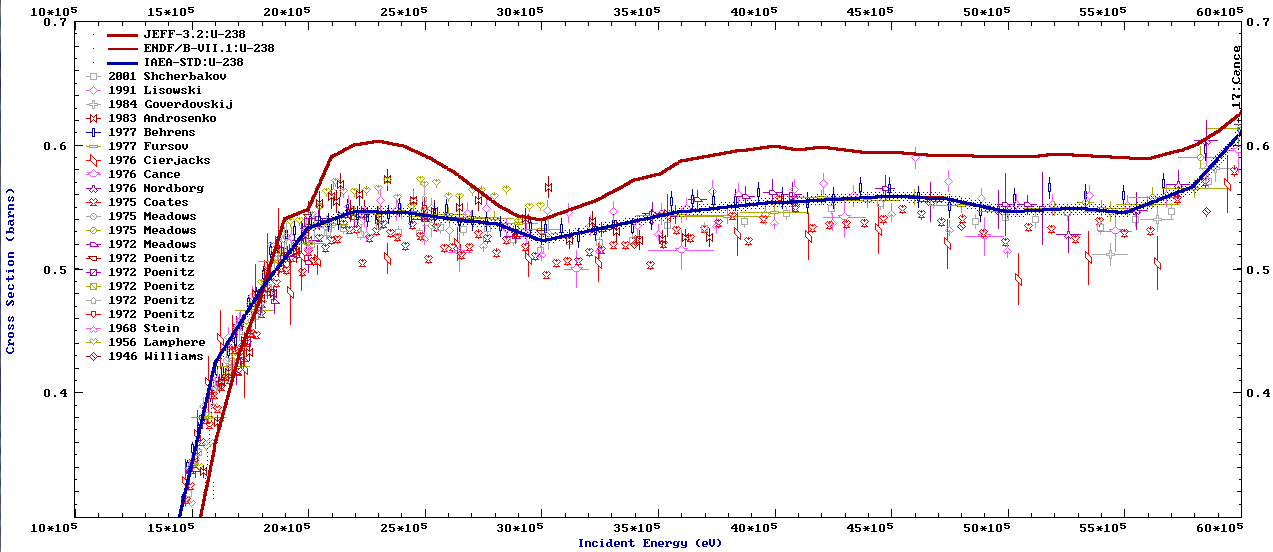 10×10⁵ 15×10⁵ 20×10⁵ 25×10⁵ 30×10⁵ 35×10⁵ 40×10⁵ 45×10⁵ 50×10⁵ 55×10⁵ 60×10⁵
0.7 0.7
JEFF-3.2:U-238
ENDF/B-VII.1:U-238
IAEA-STD:U-238
2001 Shcherbakov
1991 Lisowski
1984 Goverdovskij
1983 Androsenko
1977 Behrens
1977 Fursov
1976 Cierjacks
1976 Cance
1976 Nordborg
1975 Coates
1975 Meadows
1975 Meadows
1972 Meadows
1972 Poenitz
1972 Poenitz
1972 Poenitz
1972 Poenitz
1972 Poenitz
1968 Stein
1956 Lamphere
1946 Williams
17:Cance
0.6 0.6
0.5 0.5
0.4 0.4
Cross Section (barns)
10×10⁵ 15×10⁵ 20×10⁵ 25×10⁵ 30×10⁵ 35×10⁵ 40×10⁵ 45×10⁵ 50×10⁵ 55×10⁵ 60×10⁵
Incident Energy (eV)